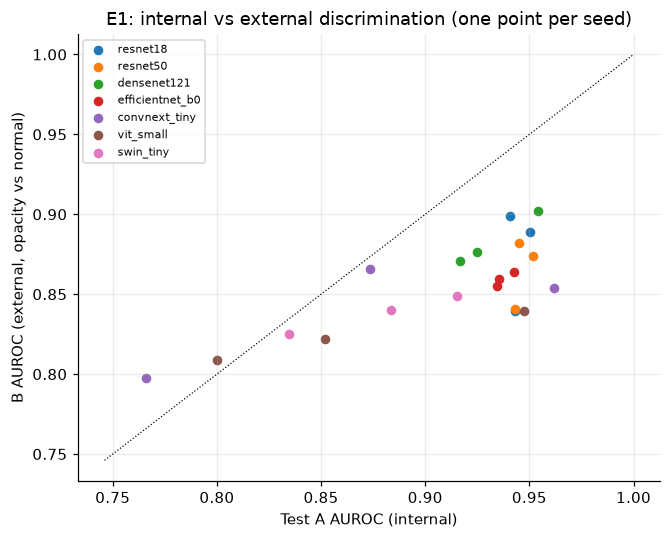 E1: internal vs external discrimination (one point per seed)
resnet18
resnet50
densenet121
efficientnet_b0
convnext_tiny
vit_small
swin_tiny
B AUROC (external, opacity vs normal)
1.00
0.95
0.90
0.85
0.80
0.75
0.75 0.80 0.85 0.90 0.95 1.00
Test A AUROC (internal)